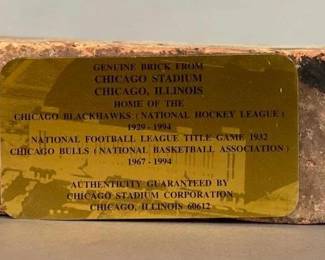 GENUINE BRICK FROM
CHICAGO STADIUM
CHICAGO, ILLINOIS
HOME OF THE
CHICAGO BLACKHAWKS (NATIONAL HOCKEY LEAGUE)
1929-1994
NATIONAL FOOTBALL LEAGUE TITLE GAME 1932
CHICAGO BULLS (NATIONAL BASKETBALL ASSOCIATION)
1967-1994
AUTHENTICITY GUARANTEED BY
CHICAGO STADIUM CORPORATION
CHICAGO, ILLINOIS 60612